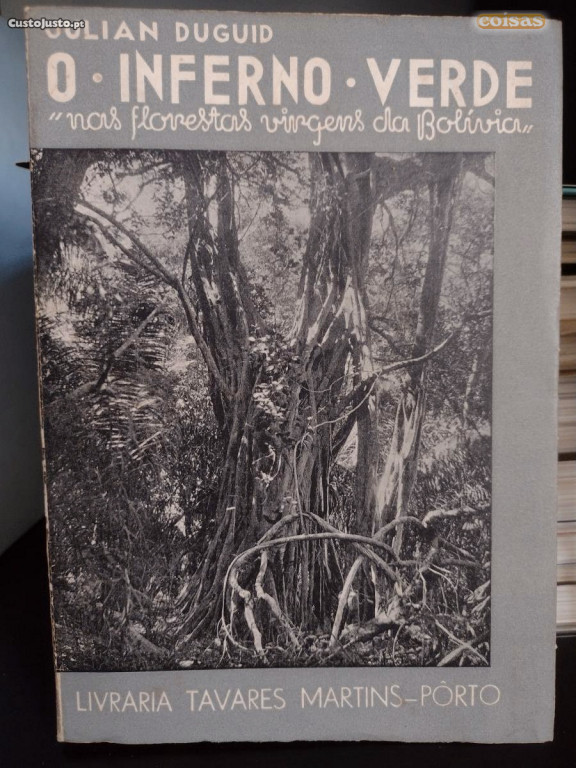 CustoJusto.pt
coisas
JULIAN DUGUID
O · INFERNO · VERDE
"nas florestas virgens da Bolívia"
LIVRARIA TAVARES MARTINS-PÔRTO